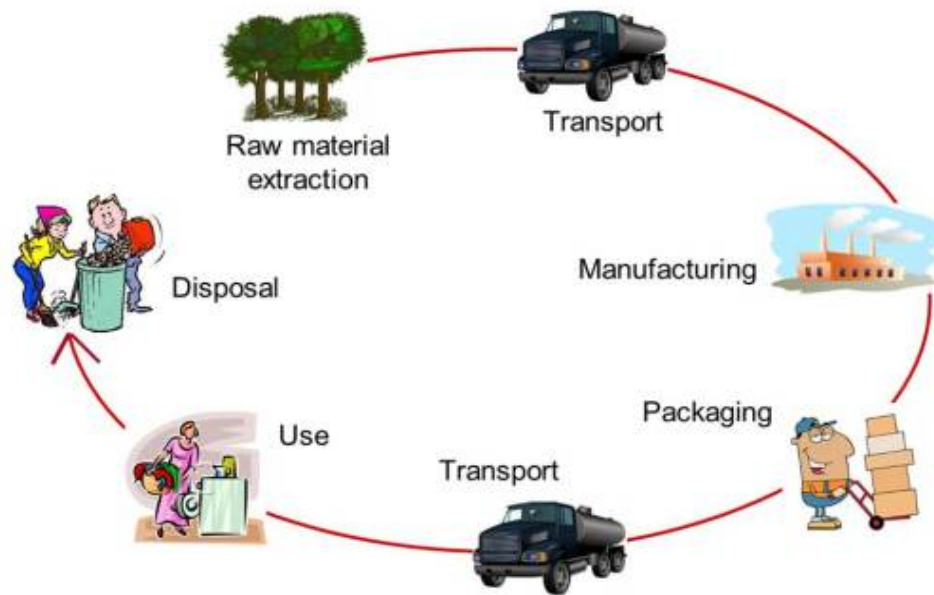 Raw material
extraction
Transport
Manufacturing
Packaging
Transport
Use
Disposal